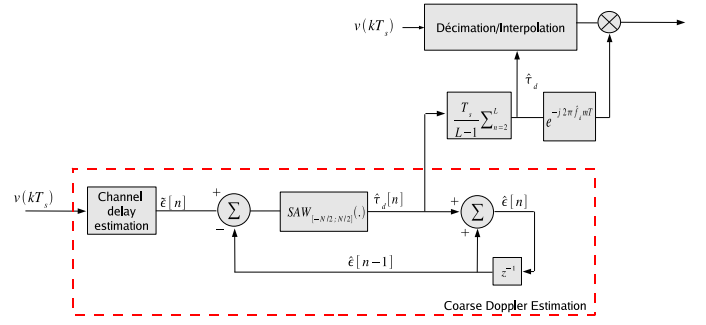 v(kT_s)
Décimation/Interpolation
τ̂_d
T_s/(L−1) ∑_{n=2}^{L}
e^{−j2π f̂_d mT}
v(kT_s)
Channel
delay
estimation
ε̃[n]
+
−
∑
SAW_{[−N/2;N/2]}(.)
τ̂_d[n]
+
+
∑
ε̂[n]
ε̂[n−1]
z^{−1}
Coarse Doppler Estimation